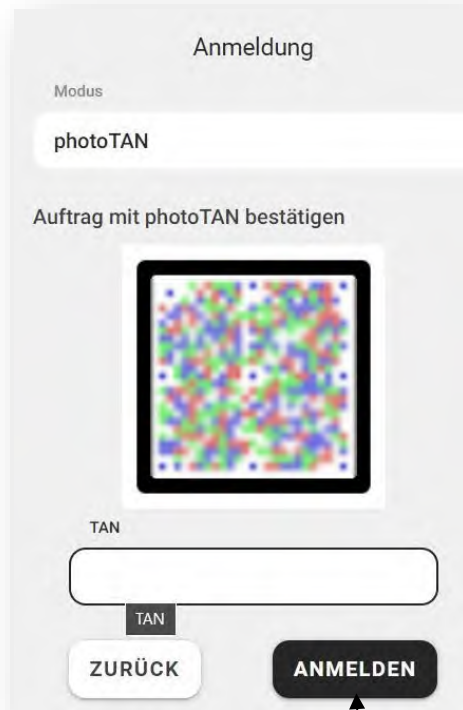 Anmeldung
Modus
photoTAN
Auftrag mit photoTAN bestätigen
TAN
TAN
ZURÜCK ANMELDEN